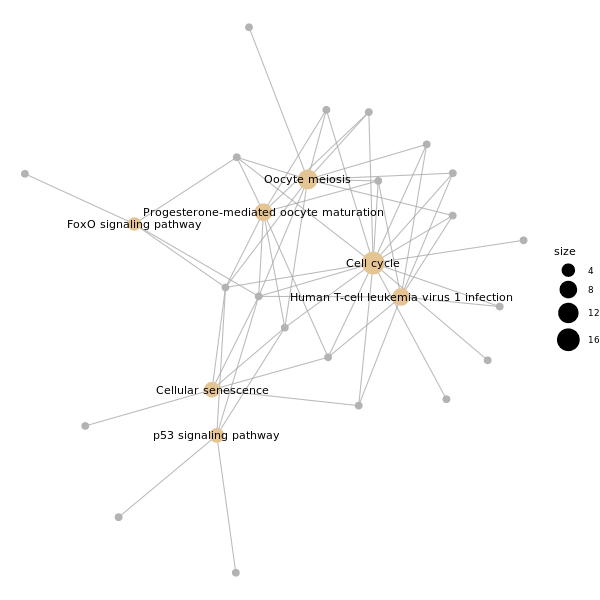 Oocyte meiosis
Progesterone-mediated oocyte maturation
FoxO signaling pathway
Cell cycle
Human T-cell leukemia virus 1 infection
Cellular senescence
p53 signaling pathway
size
4
8
12
16